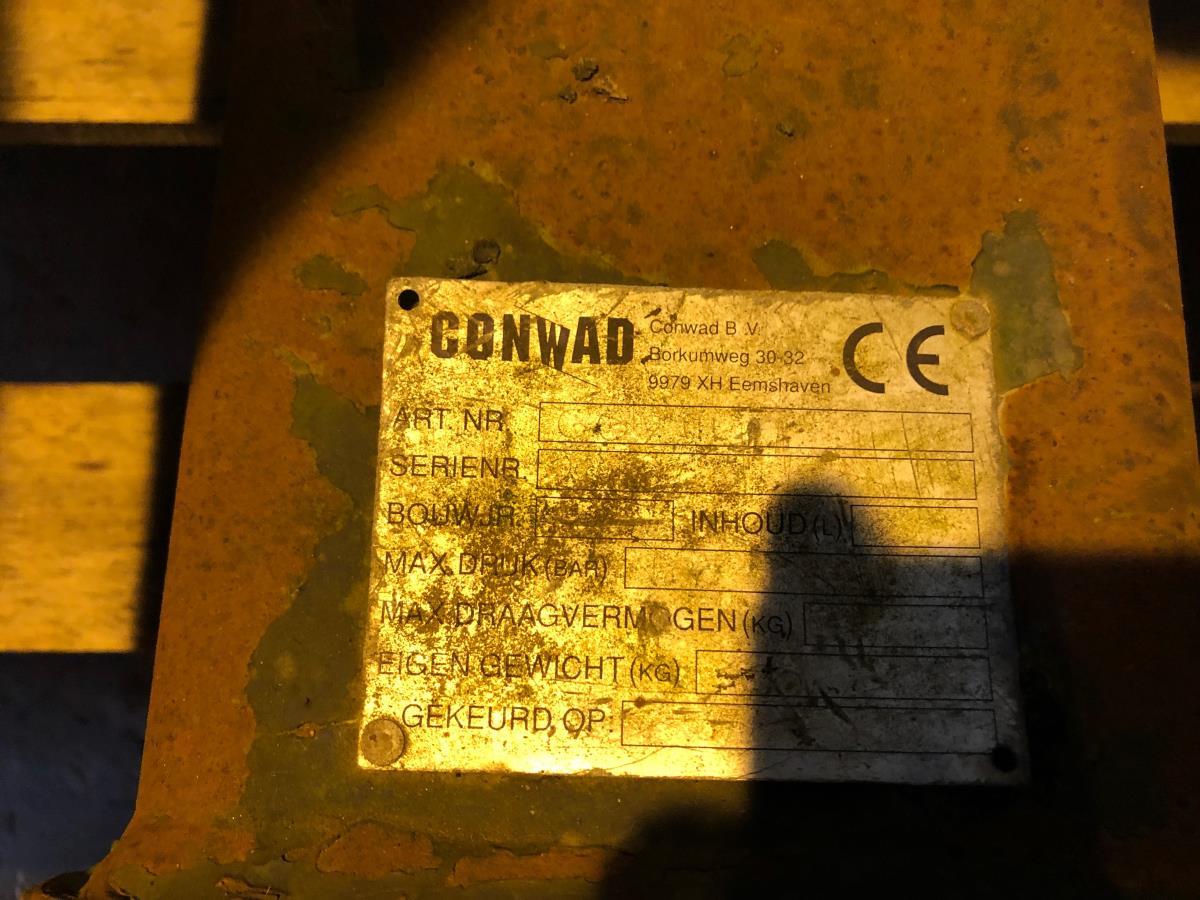 CONWAD
Conwad B.V.
Borkumweg 30-32
9979 XH Eemshaven
CE
ART. NR.
SERIENR.
BOUWJR. INHOUD (L)
MAX. DRUK (BAR)
MAX. DRAAGVERMOGEN (KG)
EIGEN GEWICHT (KG)
GEKEURD OP: